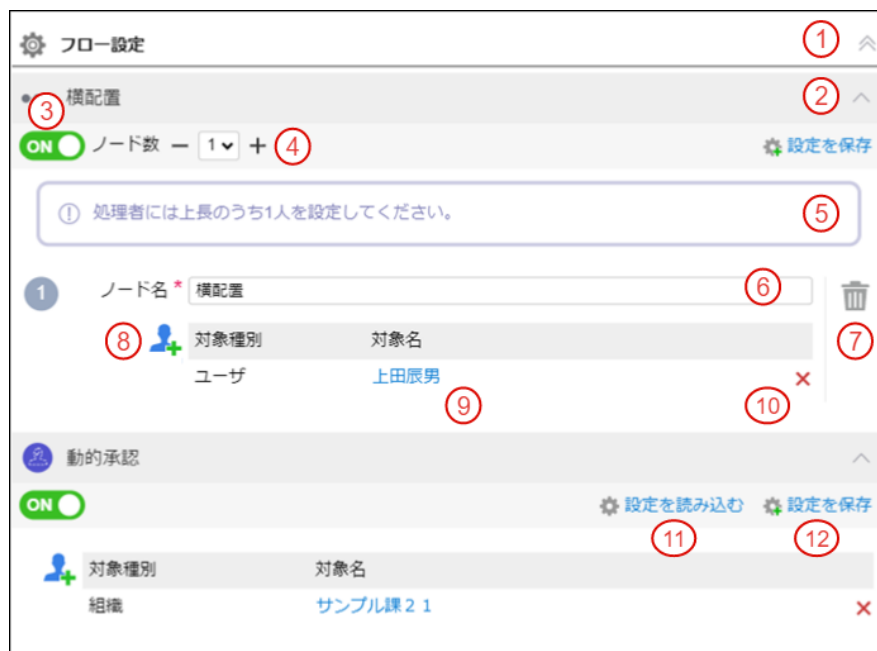 フロー設定 1
横配置 2
3
ON ノード数 － 1 ＋ 4 設定を保存
処理者には上長のうち1人を設定してください。 5
1 ノード名 * 横配置 6
7
8 対象種別 対象名
ユーザ 上田辰男
9 10
動的承認
ON 設定を読み込む 設定を保存
11 12
対象種別 対象名
組織 サンプル課２１